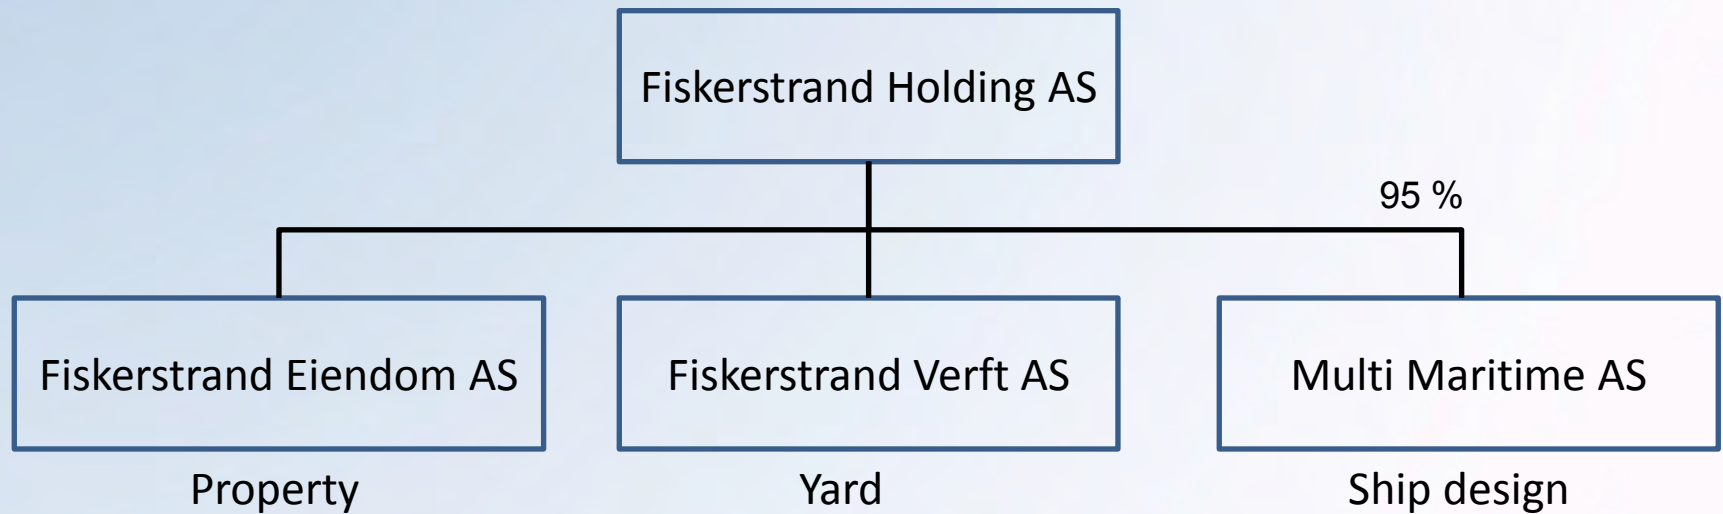 Fiskerstrand Holding AS
95 %
Fiskerstrand Eiendom AS
Fiskerstrand Verft AS
Multi Maritime AS
Property
Yard
Ship design